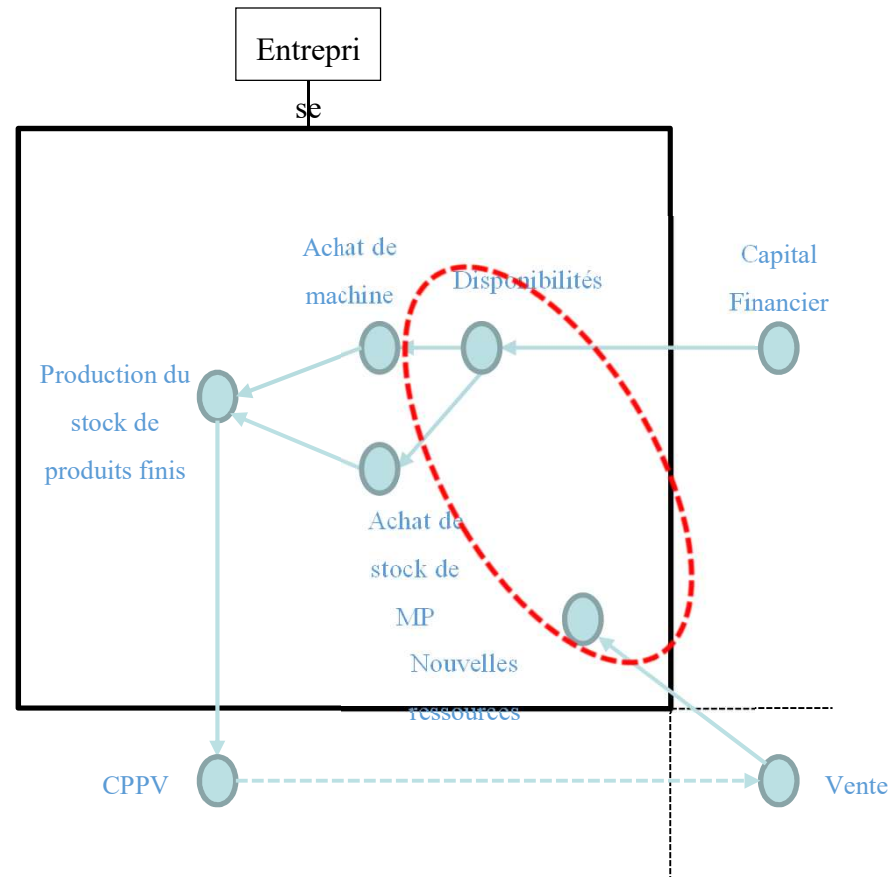 Entrepri
se
Achat de
machine
Disponibilités
Capital
Financier
Production du
stock de
produits finis
Achat de
stock de
MP
Nouvelles
ressources
CPPV
Vente